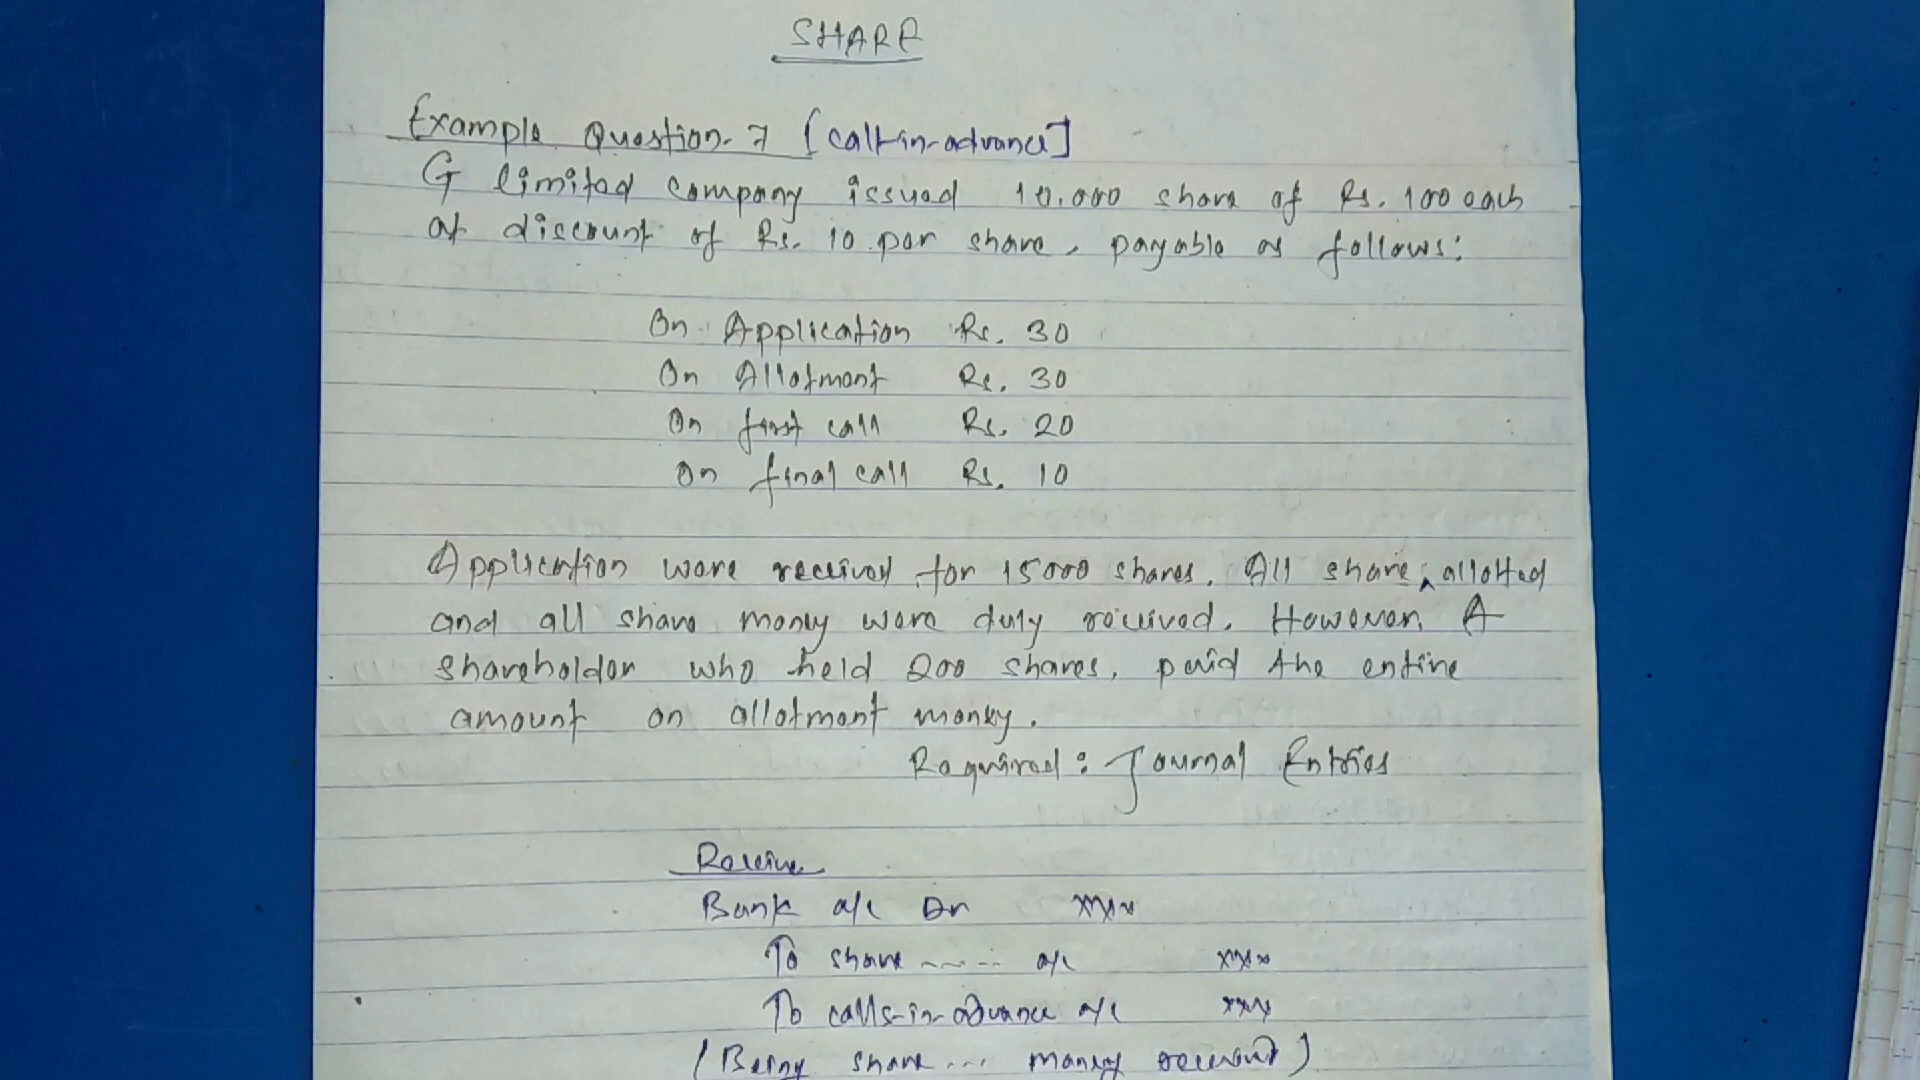 SHARE
Example Question-7 [call-in-advance]
G limited company issued 10,000 share of Rs. 100 each
at discount of Rs. 10 per share, payable as follows:
On Application Rs. 30
On Allotment Rs. 30
On first call Rs. 20
On final call Rs. 10
Application were received for 15000 shares. All share ^ allotted
and all share money were duly received. However, A
shareholder who held 200 shares, paid the entire
amount on allotment money.
Required: Journal Entries
Receive
Bank a/c Dr xxxx
To share ----- a/c xxxx
To calls-in-advance a/c xxxx
(Being share ... money received)